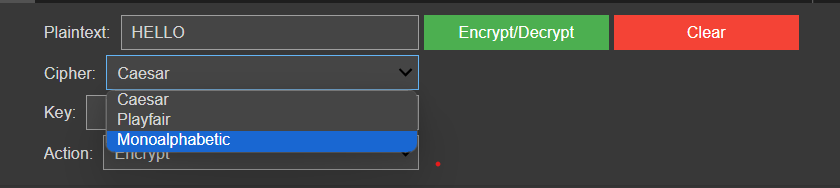 Plaintext: HELLO Encrypt/Decrypt Clear
Cipher: Caesar
Caesar
Key:
Playfair
Monoalphabetic
Action: Encrypt